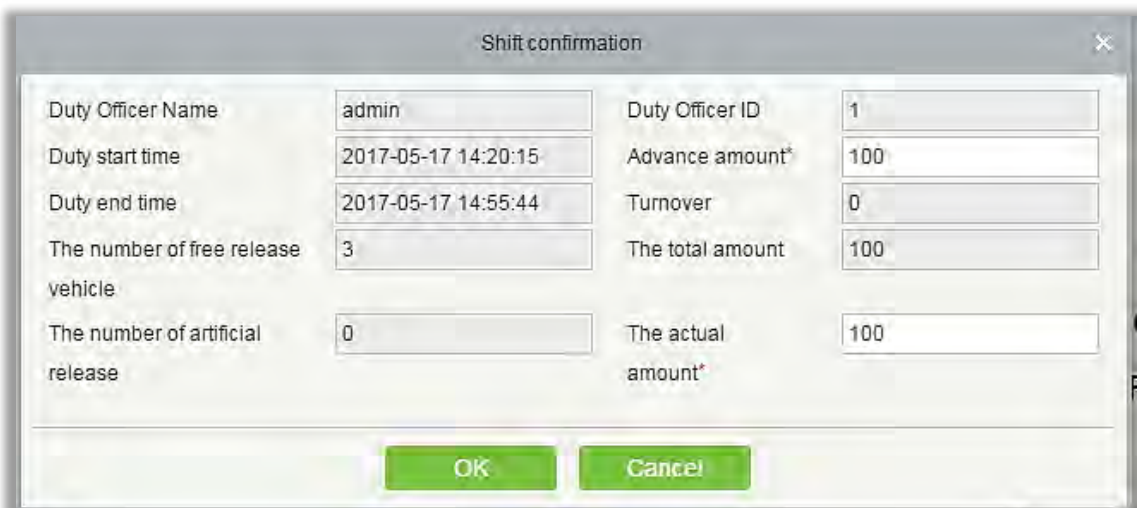 Shift confirmation
Duty Officer Name admin Duty Officer ID 1
Duty start time 2017-05-17 14:20:15 Advance amount* 100
Duty end time 2017-05-17 14:55:44 Turnover 0
The number of free release 3 The total amount 100
vehicle
The number of artificial 0 The actual 100
release amount*
OK Cancel